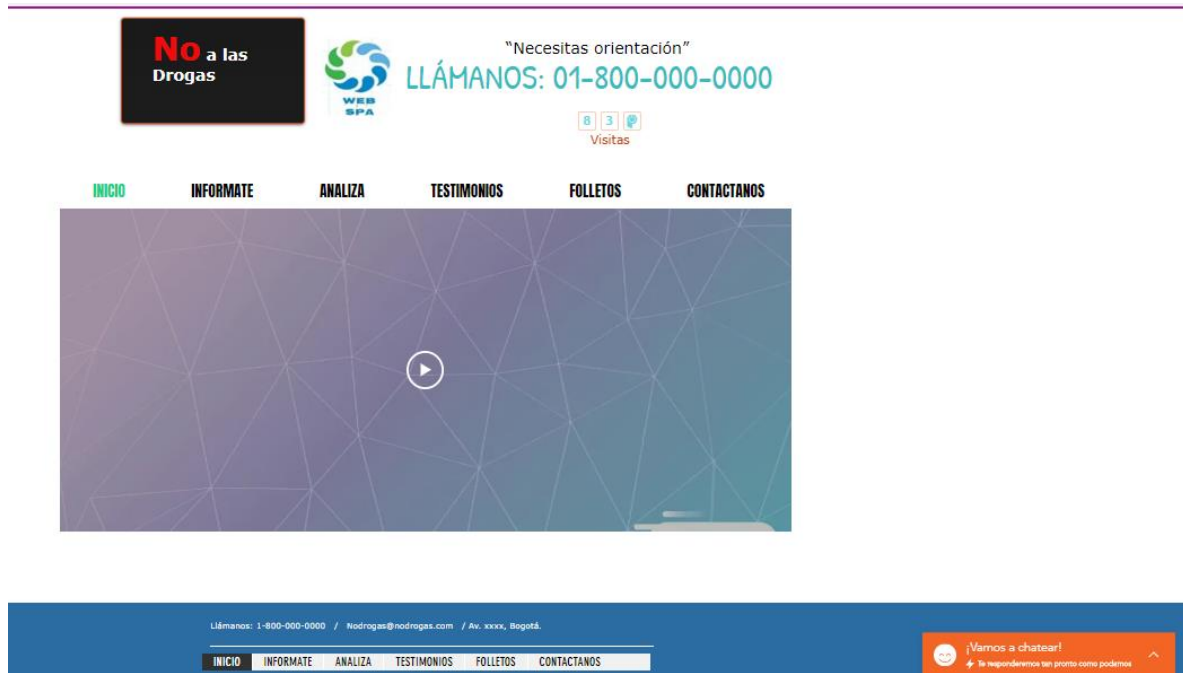 No a las
Drogas
WEB
SPA
“Necesitas orientación”
LLÁMANOS: 01-800-000-0000
8 3
Visitas
INICIO INFORMATE ANALIZA TESTIMONIOS FOLLETOS CONTACTANOS
Llámanos: 1-800-000-0000 / Nodrogas@nodrogas.com / Av. xxxx, Bogotá.
INICIO INFORMATE ANALIZA TESTIMONIOS FOLLETOS CONTACTANOS
¡Vamos a chatear!
Te responderemos tan pronto como podamos